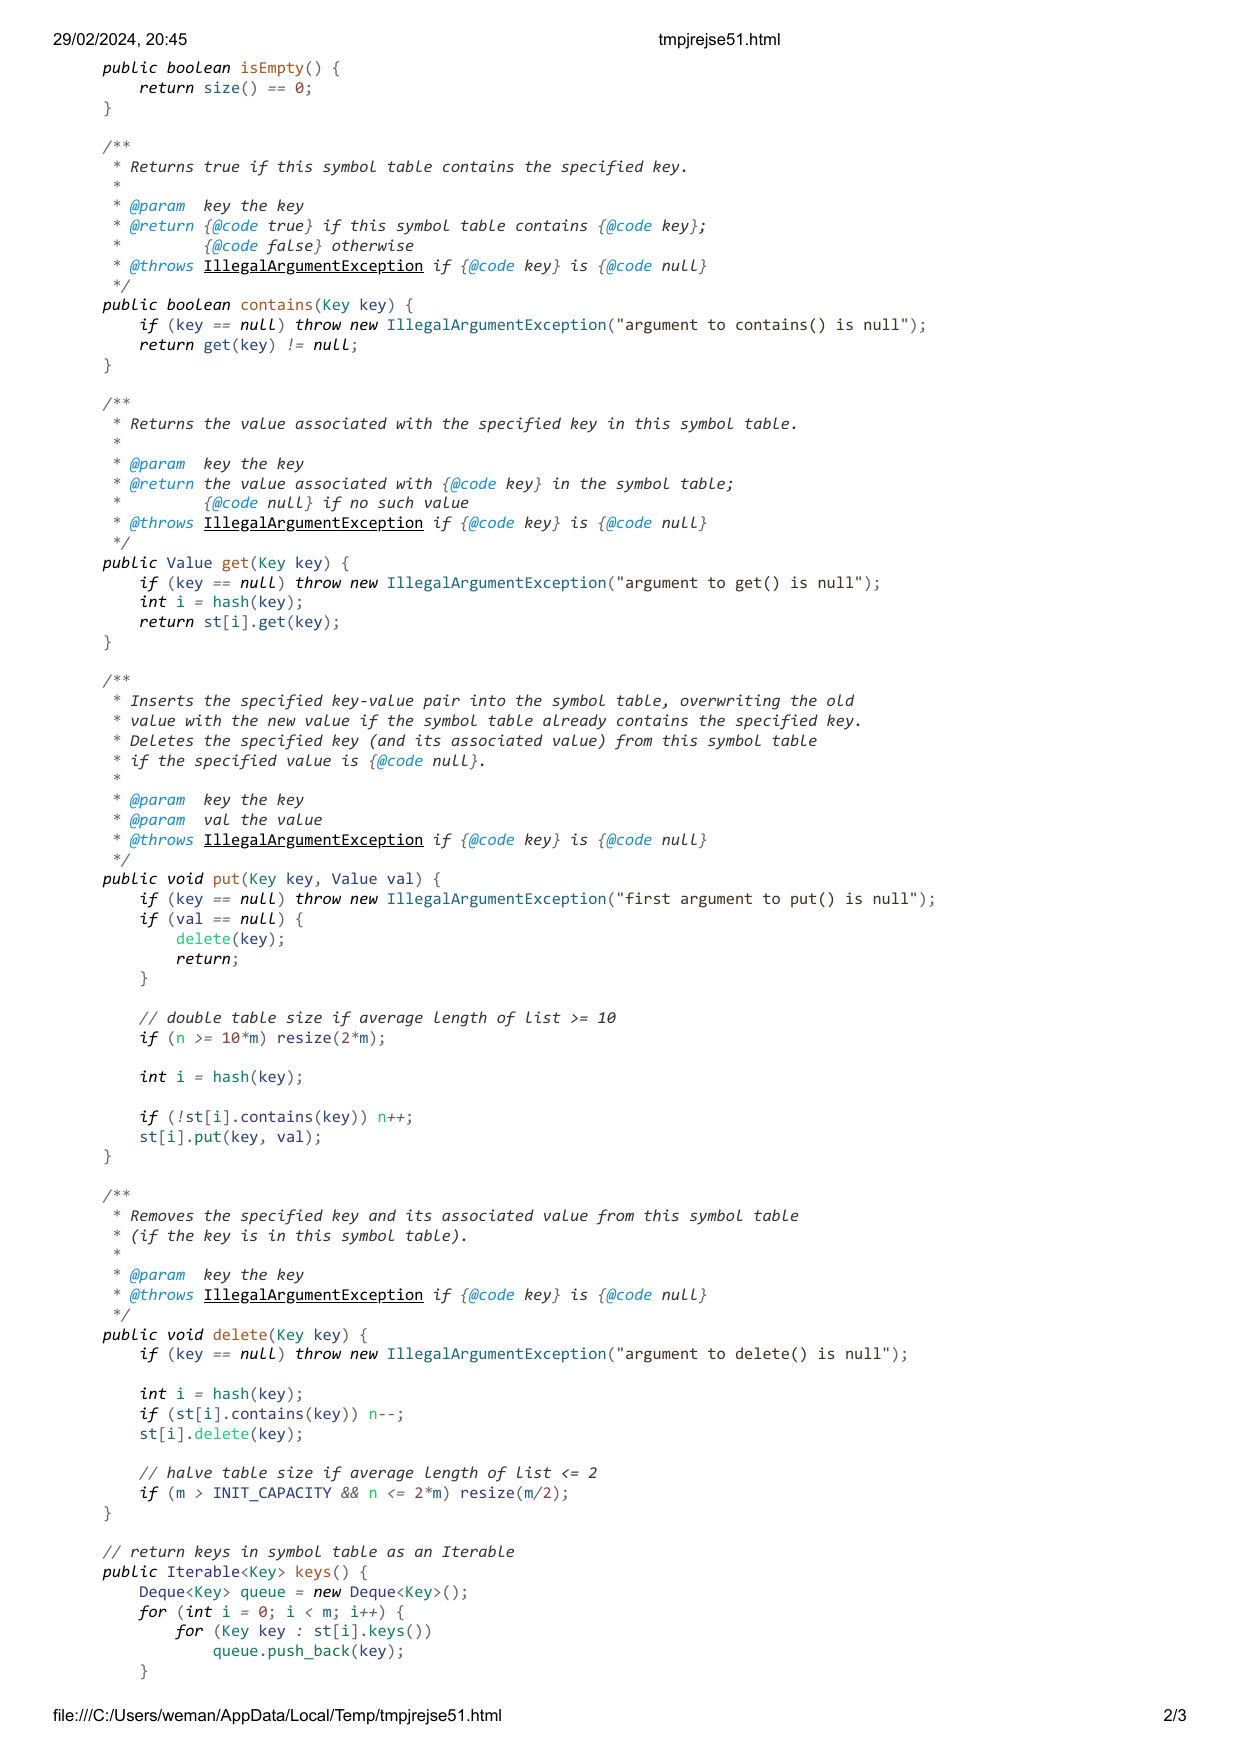 29/02/2024, 20:45 tmpjrejse51.html
public boolean isEmpty() {
return size() == 0;
}
/**
* Returns true if this symbol table contains the specified key.
*
* @param  key the key
* @return {@code true} if this symbol table contains {@code key};
*         {@code false} otherwise
* @throws IllegalArgumentException if {@code key} is {@code null}
*/
public boolean contains(Key key) {
if (key == null) throw new IllegalArgumentException("argument to contains() is null");
return get(key) != null;
}
/**
* Returns the value associated with the specified key in this symbol table.
*
* @param  key the key
* @return the value associated with {@code key} in the symbol table;
*         {@code null} if no such value
* @throws IllegalArgumentException if {@code key} is {@code null}
*/
public Value get(Key key) {
if (key == null) throw new IllegalArgumentException("argument to get() is null");
int i = hash(key);
return st[i].get(key);
}
/**
* Inserts the specified key-value pair into the symbol table, overwriting the old
* value with the new value if the symbol table already contains the specified key.
* Deletes the specified key (and its associated value) from this symbol table
* if the specified value is {@code null}.
*
* @param  key the key
* @param  val the value
* @throws IllegalArgumentException if {@code key} is {@code null}
*/
public void put(Key key, Value val) {
if (key == null) throw new IllegalArgumentException("first argument to put() is null");
if (val == null) {
delete(key);
return;
}
// double table size if average length of list >= 10
if (n >= 10*m) resize(2*m);
int i = hash(key);
if (!st[i].contains(key)) n++;
st[i].put(key, val);
}
/**
* Removes the specified key and its associated value from this symbol table
* (if the key is in this symbol table).
*
* @param  key the key
* @throws IllegalArgumentException if {@code key} is {@code null}
*/
public void delete(Key key) {
if (key == null) throw new IllegalArgumentException("argument to delete() is null");
int i = hash(key);
if (st[i].contains(key)) n--;
st[i].delete(key);
// halve table size if average length of list <= 2
if (m > INIT_CAPACITY && n <= 2*m) resize(m/2);
}
// return keys in symbol table as an Iterable
public Iterable<Key> keys() {
Deque<Key> queue = new Deque<Key>();
for (int i = 0; i < m; i++) {
for (Key key : st[i].keys())
queue.push_back(key);
}
file:///C:/Users/weman/AppData/Local/Temp/tmpjrejse51.html 2/3